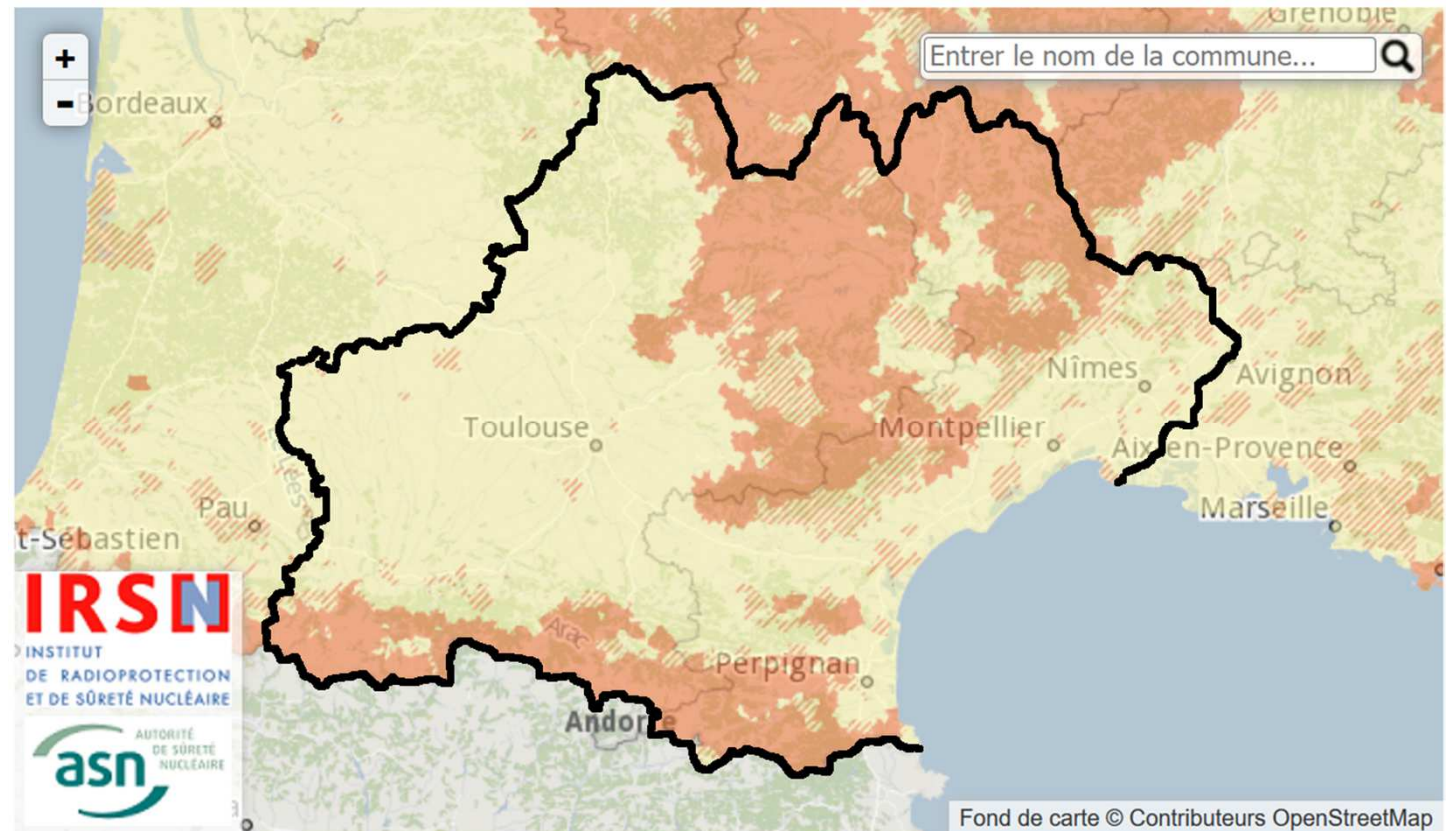 Grenoble
+
Entrer le nom de la commune...
-
Bordeaux
Nîmes
Avignon
Toulouse
Montpellier
Aix-en-Provence
Pau
Marseille
t-Sébastien
IRSN
INSTITUT
DE RADIOPROTECTION
ET DE SÛRETÉ NUCLÉAIRE
Perpignan
Andorre
asn
AUTORITÉ
DE SÛRETÉ
NUCLÉAIRE
Fond de carte © Contributeurs OpenStreetMap